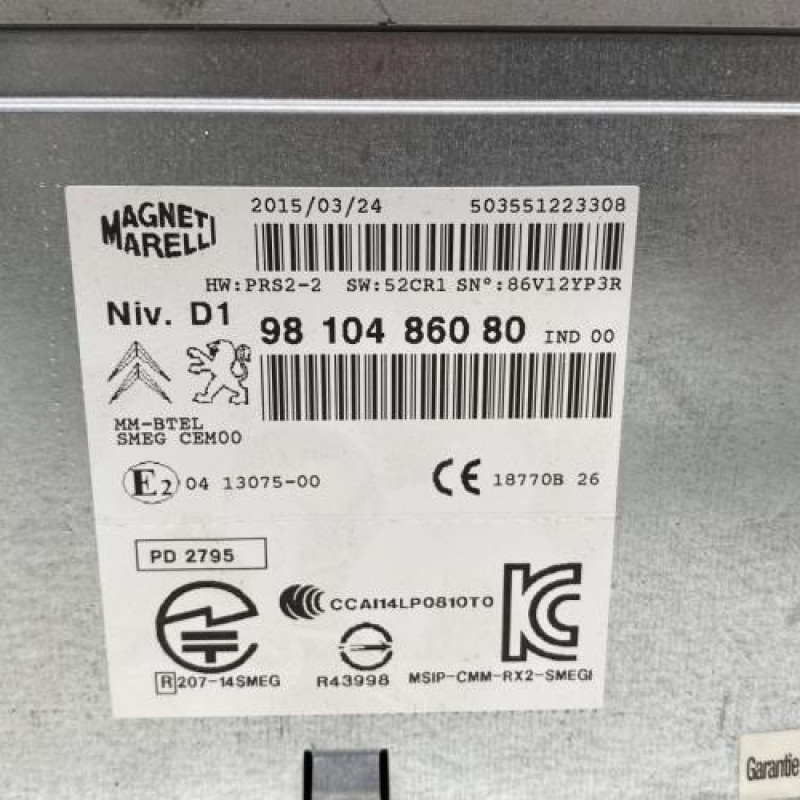 MAGNETI MARELLI
2015/03/24 503551223308
HW:PRS2-2 SW:52CR1 SN°:86V12YP3R
Niv. D1
98 104 860 80 IND 00
MM-BTEL
SMEG CEM00
E2 04 13075-00
CE 18770B 26
PD 2795
CCAI14LP0810T0
R 207-14SMEG
R43998
MSIP-CMM-RX2-SMEGI
Garantie